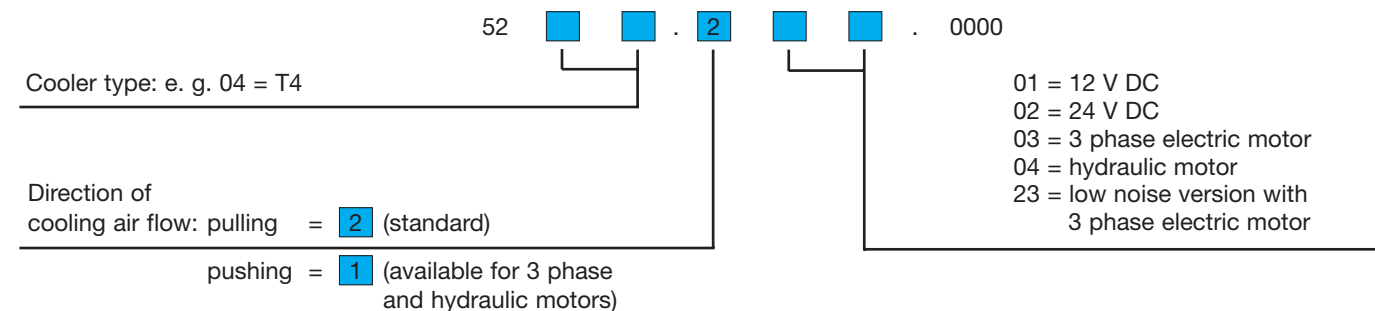 52 . 2 . 0000
Cooler type: e. g. 04 = T4
01 = 12 V DC
02 = 24 V DC
03 = 3 phase electric motor
04 = hydraulic motor
23 = low noise version with
3 phase electric motor
Direction of
cooling air flow: pulling = 2 (standard)
pushing = 1 (available for 3 phase
and hydraulic motors)